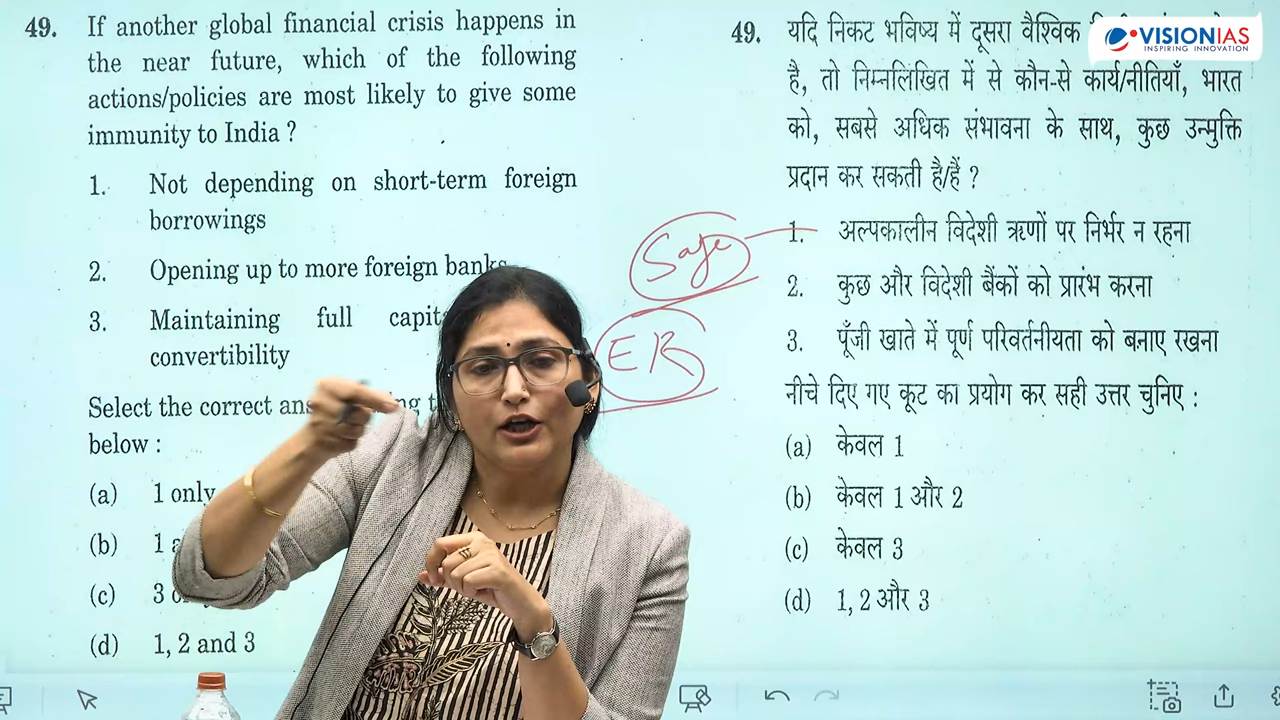 49. If another global financial crisis happens in
the near future, which of the following
actions/policies are most likely to give some
immunity to India ?
1. Not depending on short-term foreign
borrowings
2. Opening up to more foreign banks
3. Maintaining full
convertibility
Select the correct
below :
(a) 1 only
(b) 1
(c) 3
(d) 1, 2 and 3
Safe
ER
49. यदि निकट भविष्य में दूसरा वैश्विक
है, तो निम्नलिखित में से कौन-से कार्य/नीतियाँ, भारत
को, सबसे अधिक संभावना के साथ, कुछ उन्मुक्ति
प्रदान कर सकती है/हैं ?
1. अल्पकालीन विदेशी ऋणों पर निर्भर न रहना
2. कुछ और विदेशी बैंकों को प्रारंभ करना
3. पूँजी खाते में पूर्ण परिवर्तनीयता को बनाए रखना
नीचे दिए गए कूट का प्रयोग कर सही उत्तर चुनिए :
(a) केवल 1
(b) केवल 1 और 2
(c) केवल 3
(d) 1, 2 और 3
VISIONIAS
INSPIRING INNOVATION